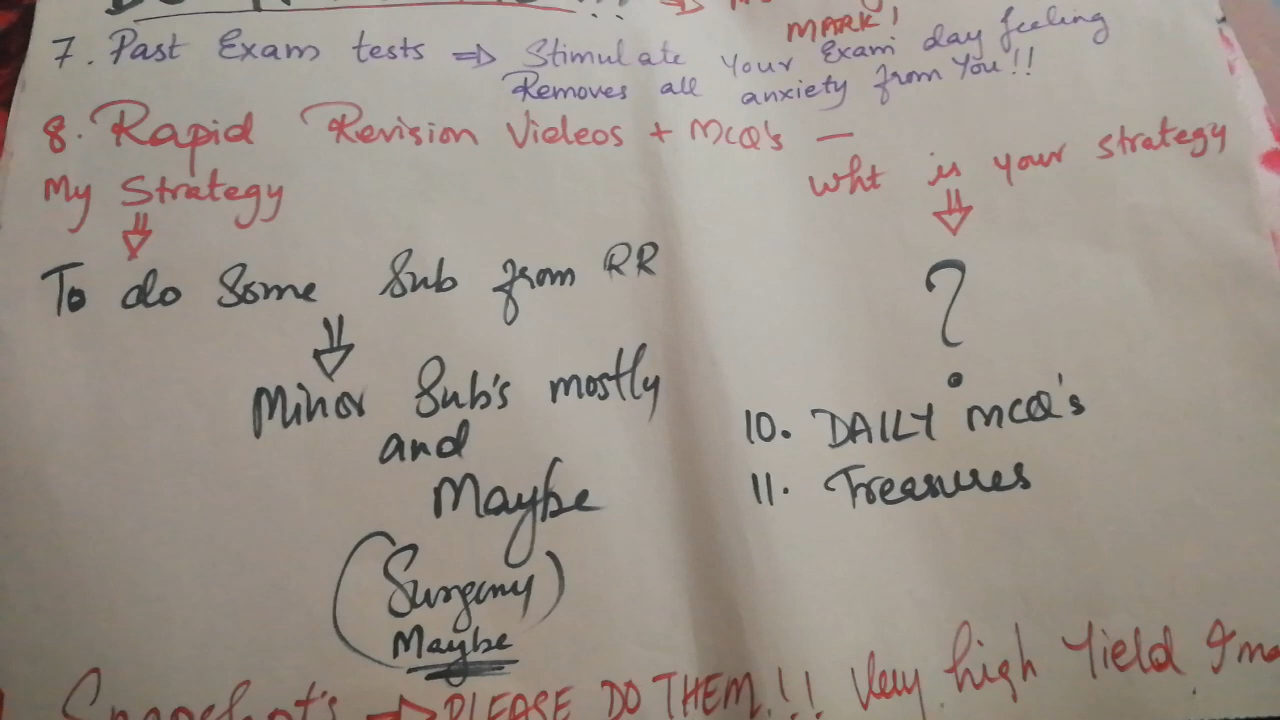 MARK!
7. Past Exam tests ⇒ Stimulate Your Exam day feeling
Removes all anxiety from You!!
8. Rapid Revision Videos + MCQ's —
My Strategy
⇓
To do Some Sub from RR
⇓
Minor Sub's mostly
and
Maybe
(Surgery)
Maybe
Wht is your strategy
⇓
?
10. DAILY MCQ's
11. Treasures
Snapshot's ⇒ PLEASE DO THEM!! Very high Yield